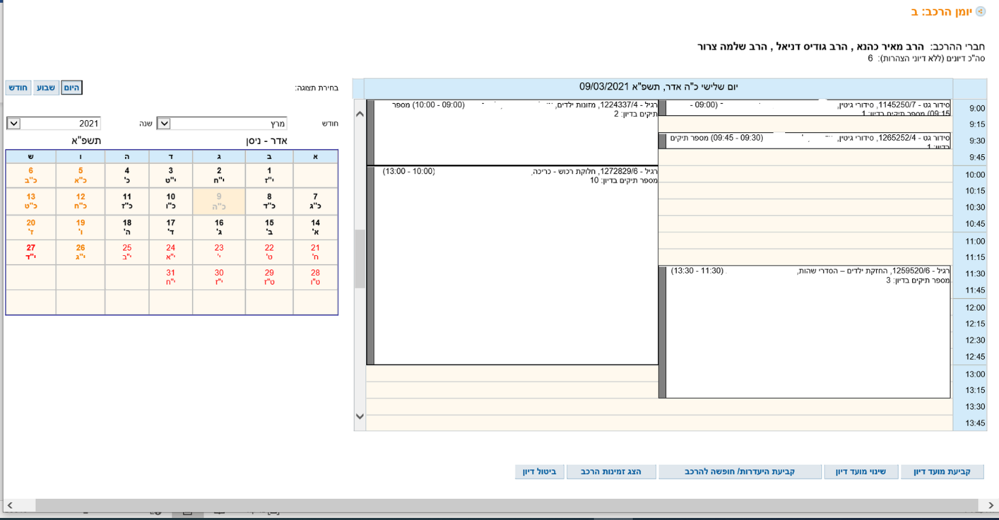 יומן הרכב: ב
חברי ההרכב: הרב מאיר כהנא , הרב גודיס דניאל , הרב שלמה צרור
סה"כ דיונים (ללא דיוני הצהרות): 6
יום שלישי כ"ה אדר, תשפ"א 09/03/2021
9:00
9:15
9:30
9:45
10:00
10:15
10:30
10:45
11:00
11:15
11:30
11:45
12:00
12:15
12:30
12:45
13:00
13:15
13:30
13:45
סידור גט - 1145250/7, סידורי גיטין, (09:00 -
09:15) מספר תיקים בדיון: 1
סידור גט - 1265252/4, סידורי גיטין, (09:30 - 09:45) מספר תיקים
בדיון: 1
רגיל - 1259520/6, החזקת ילדים – הסדרי שהות, (11:30 - 13:30)
מספר תיקים בדיון: 3
רגיל - 1224337/4, מזונות ילדים, (09:00 - 10:00) מספר
תיקים בדיון: 2
רגיל - 1272829/6, חלוקת רכוש - כריכה, (10:00 - 13:00)
מספר תיקים בדיון: 10
בחירת תצוגה: היום שבוע חודש
חודש מרץ שנה 2021
אדר - ניסן תשפ"א
א ב ג ד ה ו ש
1 2 3 4 5 6
י"ז י"ח י"ט כ' כ"א כ"ב
7 8 9 10 11 12 13
כ"ג כ"ד כ"ה כ"ו כ"ז כ"ח כ"ט
14 15 16 17 18 19 20
א' ב' ג' ד' ה' ו' ז'
21 22 23 24 25 26 27
ח' ט' י' י"א י"ב י"ג י"ד
28 29 30 31
ט"ו ט"ז י"ז י"ח
קביעת מועד דיון שינוי מועד דיון קביעת היעדרות/ חופשה להרכב הצג זמינות הרכב ביטול דיון